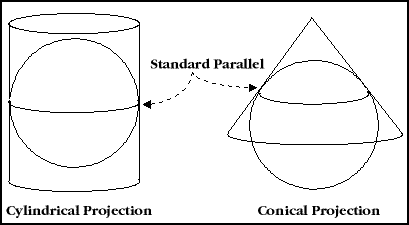 Standard Parallel
Cylindrical Projection
Conical Projection